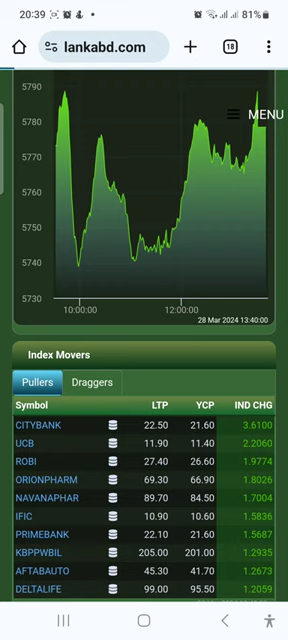 20:39 81%
lankabd.com 18
5790
5780
MENU
5770
5760
5750
5740
5730
10:00:00 12:00:00
28 Mar 2024 13:40:00
Index Movers
Pullers Draggers
Symbol LTP YCP IND CHG
CITYBANK 22.50 21.60 3.6100
UCB 11.90 11.40 2.2060
ROBI 27.40 26.60 1.9774
ORIONPHARM 69.30 66.90 1.8026
NAVANAPHAR 89.70 84.50 1.7004
IFIC 10.90 10.60 1.5836
PRIMEBANK 22.10 21.60 1.5687
KBPPWBIL 205.00 201.00 1.2935
AFTABAUTO 45.30 41.70 1.2673
DELTALIFE 99.00 95.50 1.2059